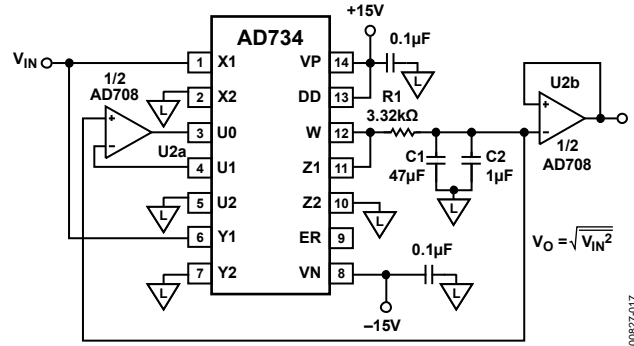 +15V
AD734
0.1µF
L
VIN
1 X1
VP 14
1/2
AD708
L
2 X2
DD 13
R1
3.32kΩ
U2b
+
–
3 U0
W 12
+
–
U2a
4 U1
Z1 11
C1
47µF
C2
1µF
1/2
AD708
L
5 U2
Z2 10
L
L
6 Y1
ER 9
0.1µF
VO = √VIN²
L
7 Y2
VN 8
L
–15V
00827-017